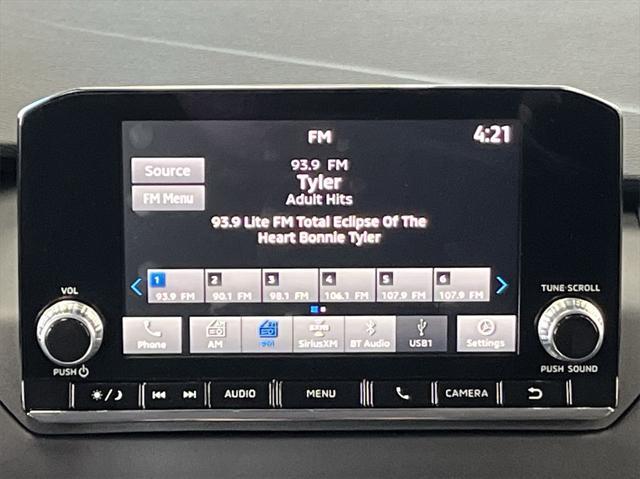 FM
4:21
Source
FM Menu
93.9 FM
Tyler
Adult Hits
93.9 Lite FM Total Eclipse Of The
Heart Bonnie Tyler
1 2 3 4 5 6
93.9 FM 90.1 FM 98.1 FM 106.1 FM 107.9 FM 107.9 FM
VOL
TUNE·SCROLL
Phone AM FM SiriusXM BT Audio USB1 Settings
PUSH
PUSH SOUND
AUDIO MENU CAMERA